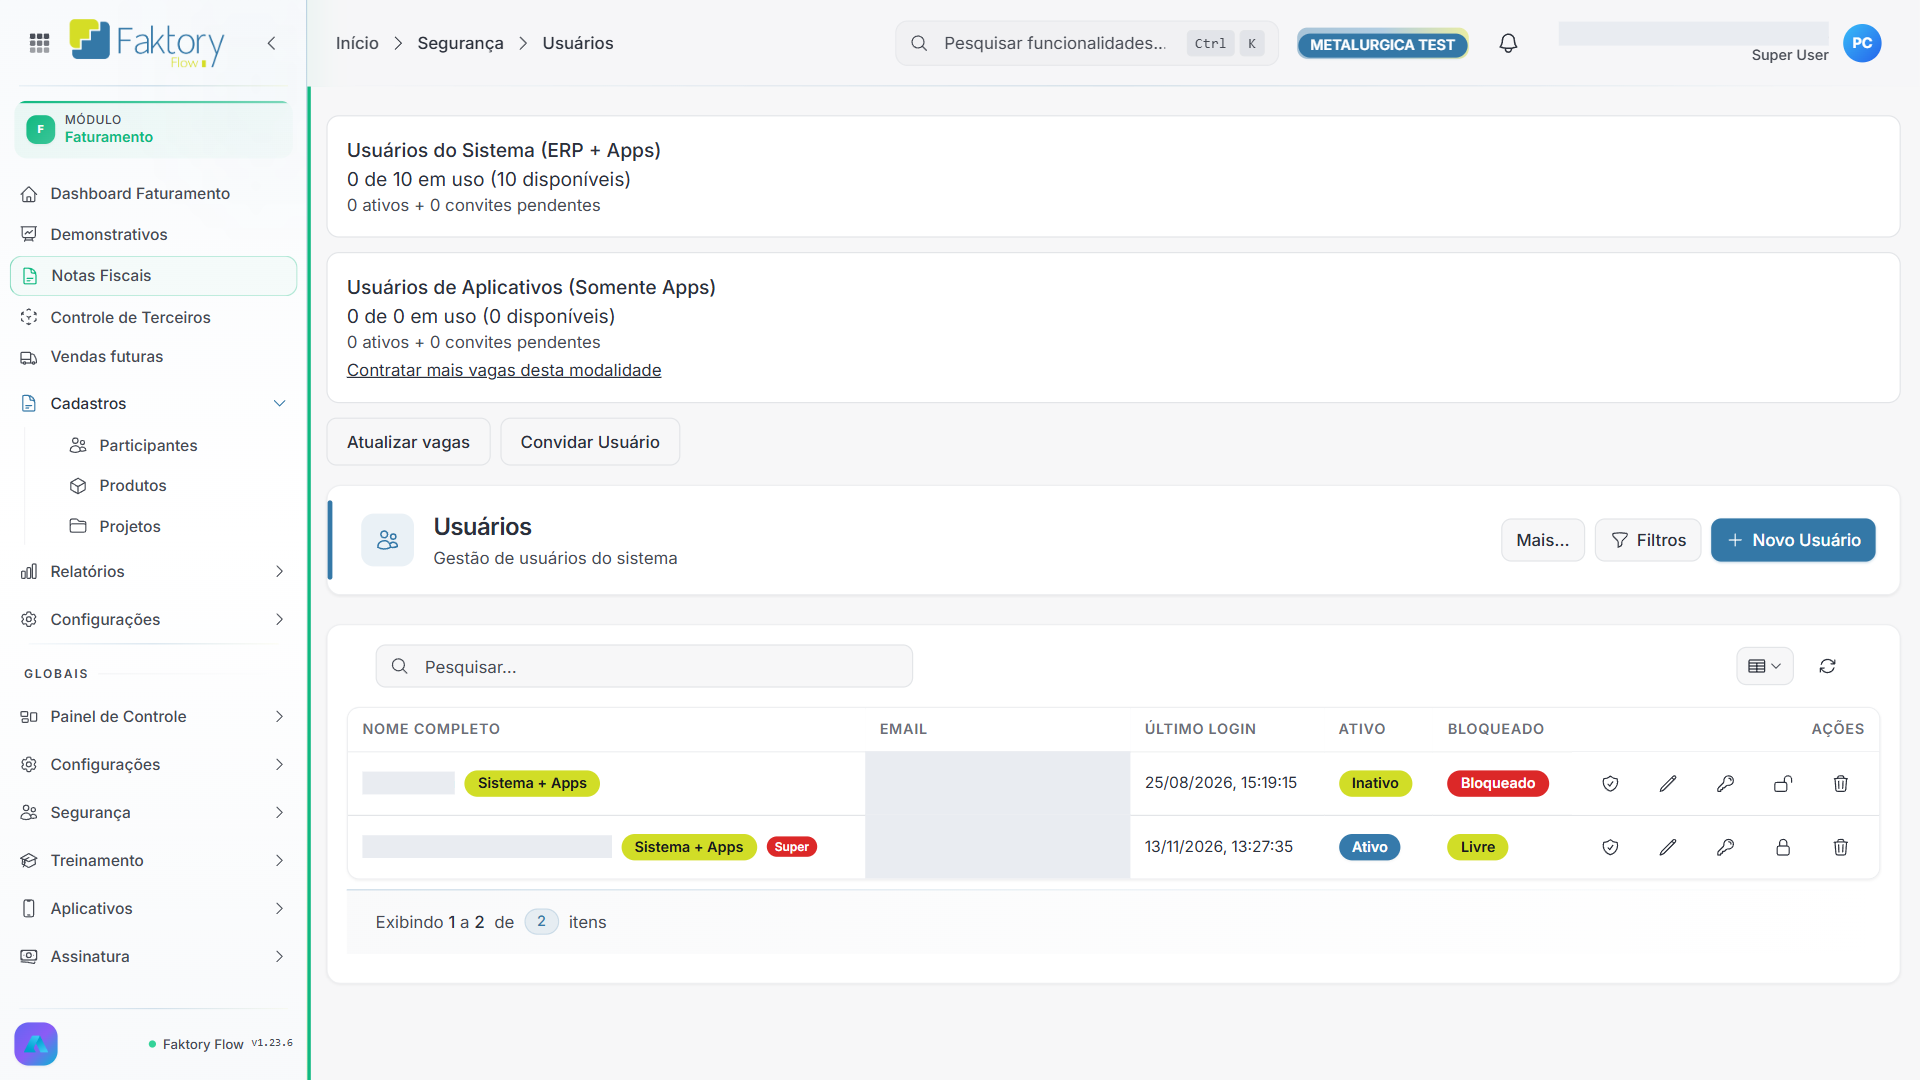 Faktory
Flow
Início > Segurança > Usuários
Pesquisar funcionalidades...
Ctrl K
METALURGICA TEST
Super User
PC
F
MÓDULO
Faturamento
Dashboard Faturamento
Demonstrativos
Notas Fiscais
Controle de Terceiros
Vendas futuras
Cadastros
Participantes
Produtos
Projetos
Relatórios
Configurações
GLOBAIS
Painel de Controle
Configurações
Segurança
Treinamento
Aplicativos
Assinatura
Faktory Flow v1.23.6
Usuários do Sistema (ERP + Apps)
0 de 10 em uso (10 disponíveis)
0 ativos + 0 convites pendentes
Usuários de Aplicativos (Somente Apps)
0 de 0 em uso (0 disponíveis)
0 ativos + 0 convites pendentes
Contratar mais vagas desta modalidade
Atualizar vagas
Convidar Usuário
Usuários
Gestão de usuários do sistema
Mais...
Filtros
+ Novo Usuário
Pesquisar...
NOME COMPLETO EMAIL ÚLTIMO LOGIN ATIVO BLOQUEADO AÇÕES
Sistema + Apps 25/08/2026, 15:19:15 Inativo Bloqueado
Sistema + Apps Super 13/11/2026, 13:27:35 Ativo Livre
Exibindo 1 a 2 de 2 itens